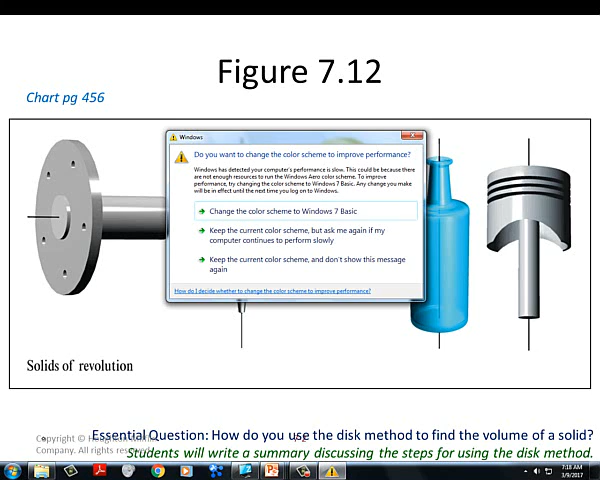 Figure 7.12
Chart pg 456
Windows
Do you want to change the color scheme to improve performance?
Windows has detected your computer's performance is slow. This could be because there
are not enough resources to run the Windows Aero color scheme. To improve
performance, try changing the color scheme to Windows 7 Basic. Any change you make
will be in effect until the next time you log on to Windows.
Change the color scheme to Windows 7 Basic
Keep the current color scheme, but ask me again if my
computer continues to perform slowly
Keep the current color scheme, and don't show this message
again
How do I decide whether to change the color scheme to improve performance?
Solids of revolution
Essential Question: How do you use the disk method to find the volume of a solid?
Copyright ©
Company. All rights
Students will write a summary discussing the steps for using the disk method.
7:18 AM
3/9/2017